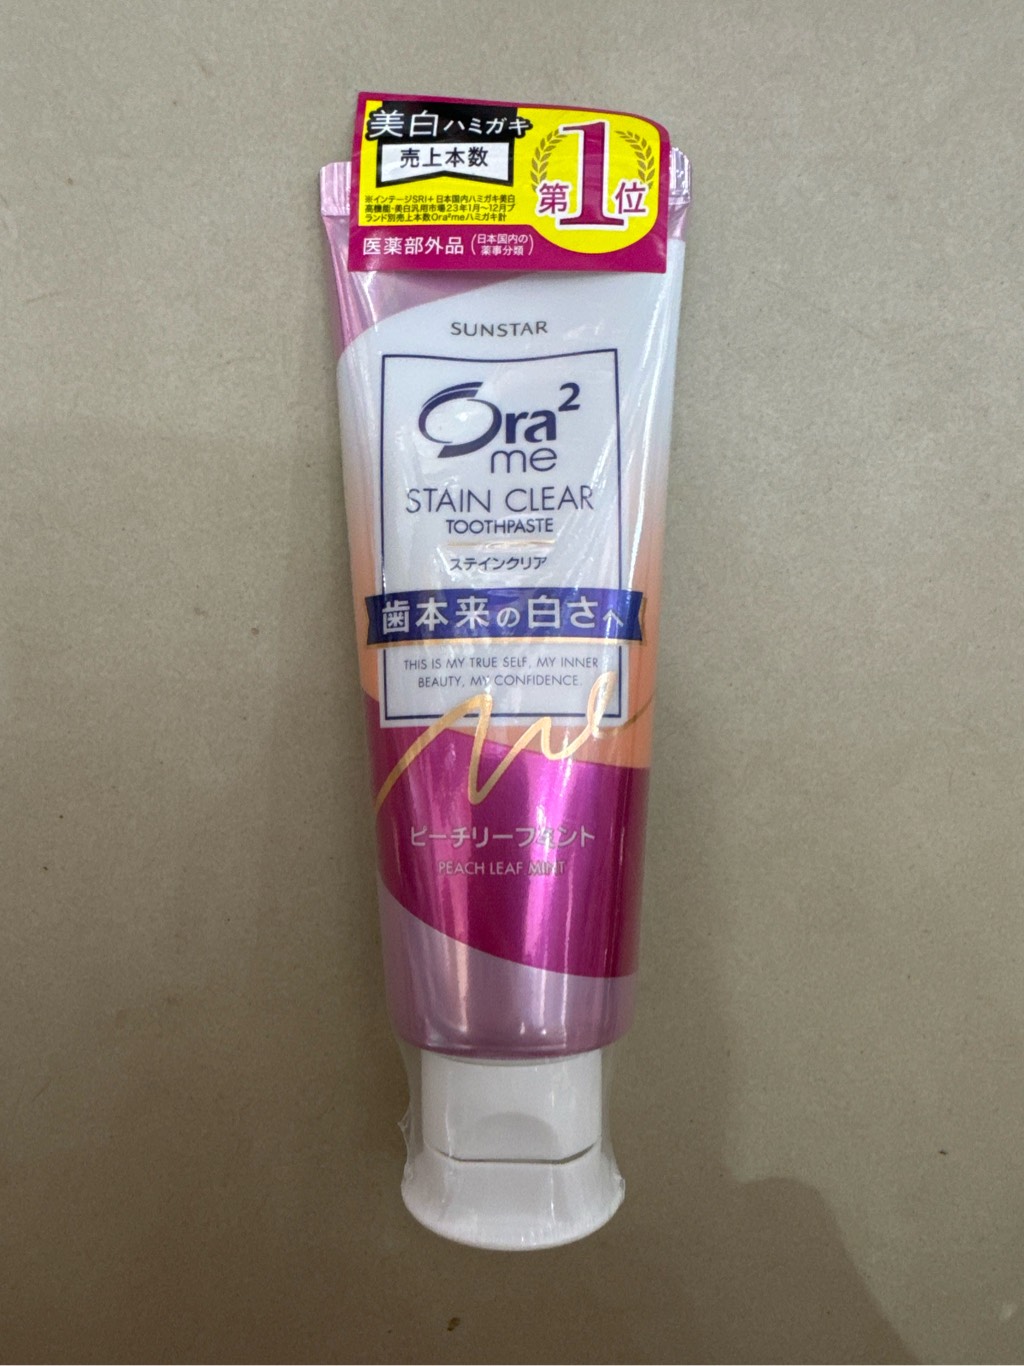 美白ハミガキ
売上本数
第1位
※インテージSRI+ 日本国内ハミガキ美白
高機能・美白汎用市場23年1月〜12月ブ
ランド別売上本数Ora²meハミガキ計
医薬部外品(日本国内の
薬事分類)
SUNSTAR
Ora²
me
STAIN CLEAR
TOOTHPASTE
ステインクリア
歯本来の白さへ
THIS IS MY TRUE SELF, MY INNER
BEAUTY, MY CONFIDENCE.
me
ピーチリーフミント
PEACH LEAF MINT